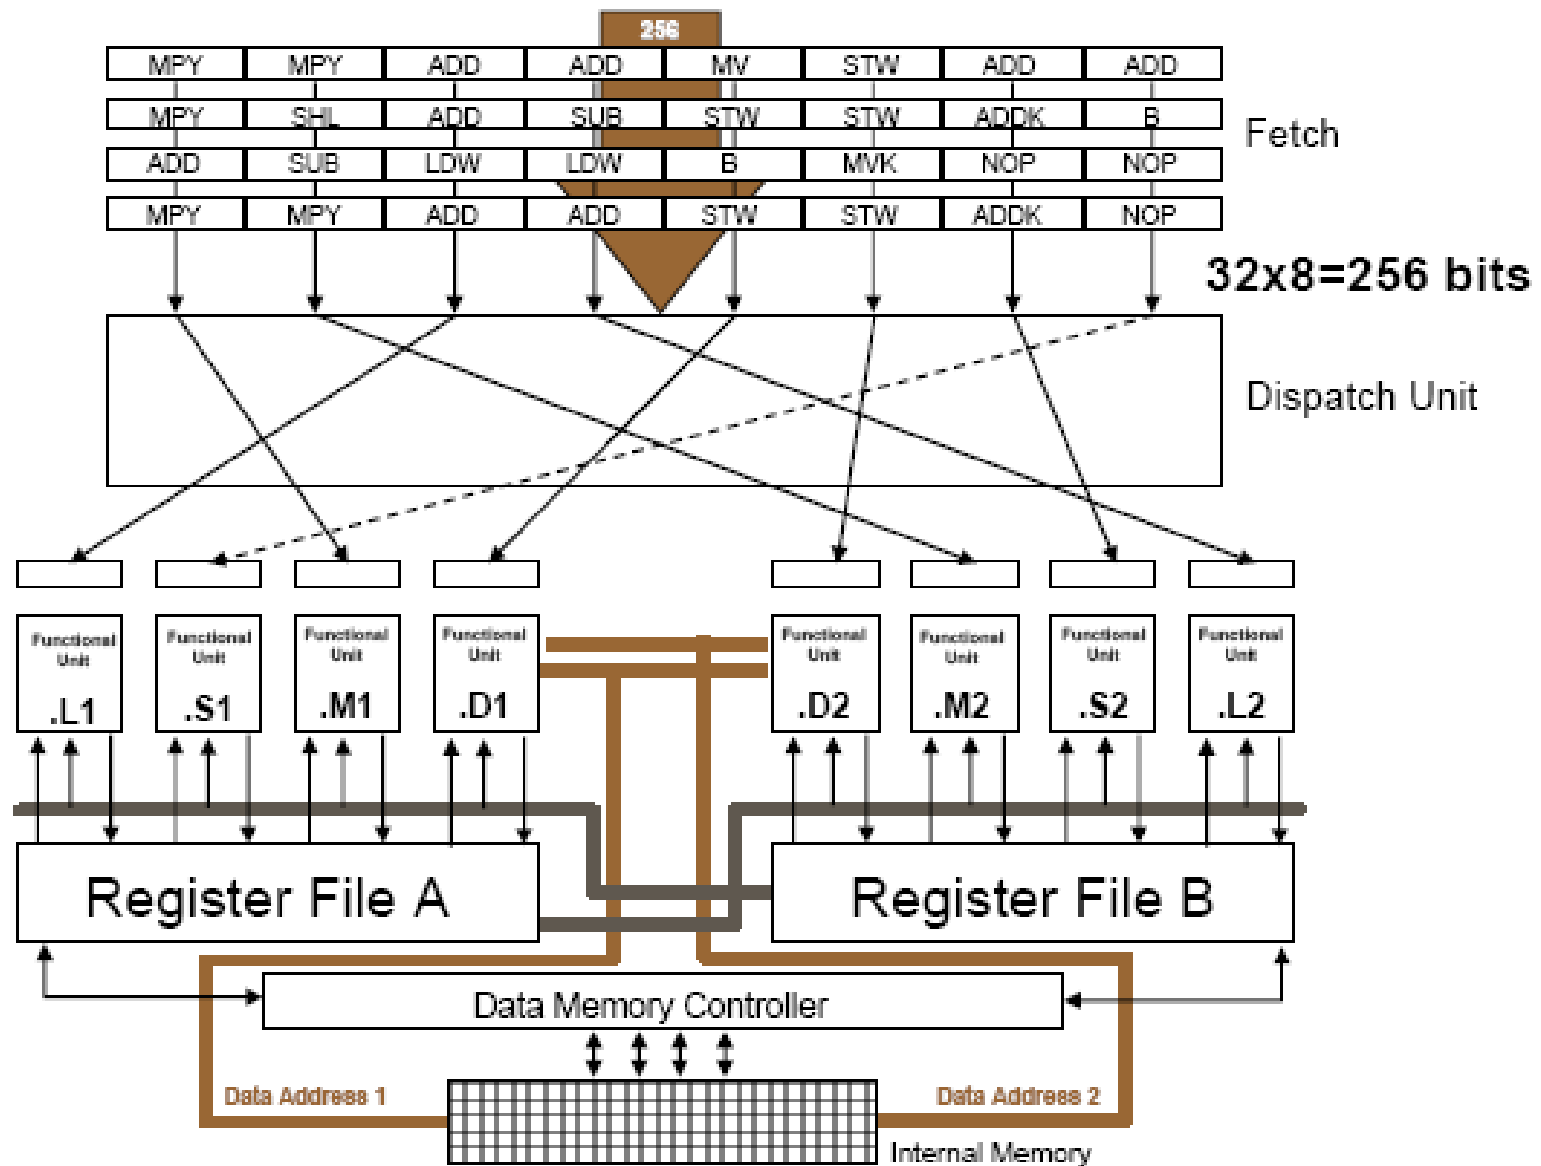 256
MPY MPY ADD ADD MV STW ADD ADD
MPY SHL ADD SUB STW STW ADDK B
Fetch
ADD SUB LDW LDW B MVK NOP NOP
MPY MPY ADD ADD STW STW ADDK NOP
32x8=256 bits
Dispatch Unit
Functional Unit .L1
Functional Unit .S1
Functional Unit .M1
Functional Unit .D1
Functional Unit .D2
Functional Unit .M2
Functional Unit .S2
Functional Unit .L2
Register File A
Register File B
Data Memory Controller
Data Address 1
Data Address 2
Internal Memory